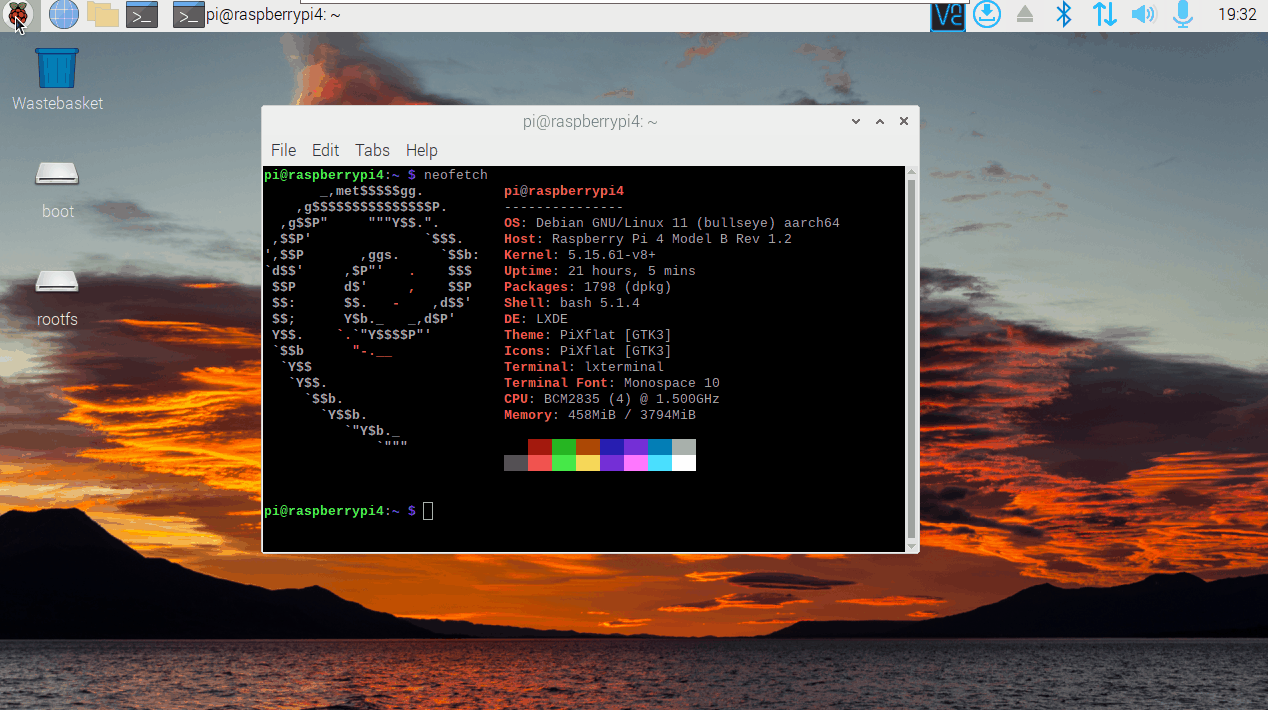 pi@raspberrypi4: ~
19:32
Wastebasket
boot
rootfs
pi@raspberrypi4: ~
File Edit Tabs Help
pi@raspberrypi4:~ $ neofetch
       _,met$$$$$gg.          pi@raspberrypi4
    ,g$$$$$$$$$$$$$$$P.       ---------------
  ,g$$P"     """Y$$.".        OS: Debian GNU/Linux 11 (bullseye) aarch64
 ,$$P'              `$$$.     Host: Raspberry Pi 4 Model B Rev 1.2
',$$P       ,ggs.     `$$b:   Kernel: 5.15.61-v8+
`d$$'     ,$P"'   .    $$$    Uptime: 21 hours, 5 mins
 $$P      d$'     ,    $$P    Packages: 1798 (dpkg)
 $$:      $$.   -    ,d$$'    Shell: bash 5.1.4
 $$;      Y$b._   _,d$P'      DE: LXDE
 Y$$.    `.`"Y$$$$P"'         Theme: PiXflat [GTK3]
 `$$b      "-.__              Icons: PiXflat [GTK3]
  `Y$$                        Terminal: lxterminal
   `Y$$.                      Terminal Font: Monospace 10
     `$$b.                    CPU: BCM2835 (4) @ 1.500GHz
       `Y$$b.                 Memory: 458MiB / 3794MiB
          `"Y$b._
              `"""
pi@raspberrypi4:~ $